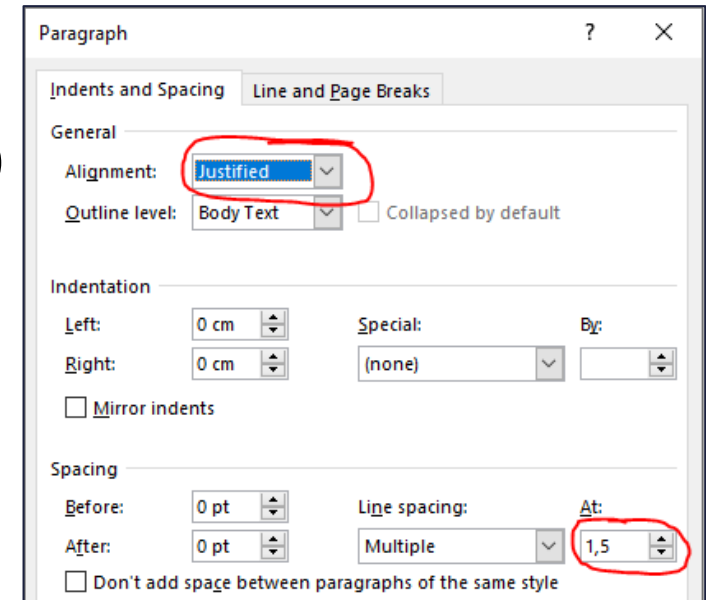 Paragraph ? ×
Indents and Spacing Line and Page Breaks
General
Alignment: Justified
Outline level: Body Text Collapsed by default
Indentation
Left: 0 cm Special: By:
Right: 0 cm (none)
Mirror indents
Spacing
Before: 0 pt Line spacing: At:
After: 0 pt Multiple 1,5
Don't add space between paragraphs of the same style